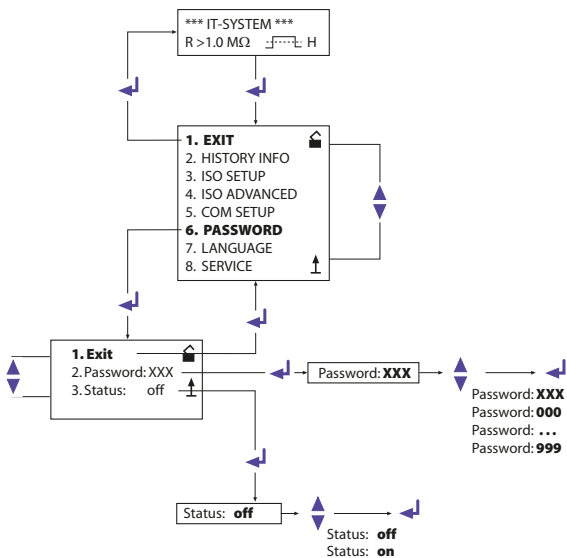 *** IT-SYSTEM ***
R >1.0 MΩ H
1. EXIT
2. HISTORY INFO
3. ISO SETUP
4. ISO ADVANCED
5. COM SETUP
6. PASSWORD
7. LANGUAGE
8. SERVICE
1. Exit
2. Password: XXX
3. Status: off
Password: XXX
Password: XXX
Password: 000
Password: ...
Password: 999
Status: off
Status: off
Status: on